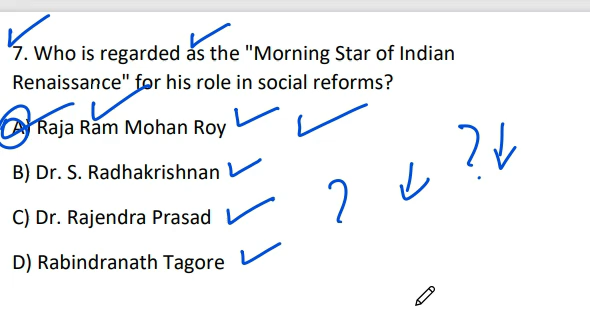 7. Who is regarded as the "Morning Star of Indian
Renaissance" for his role in social reforms?
A) Raja Ram Mohan Roy
B) Dr. S. Radhakrishnan
C) Dr. Rajendra Prasad
D) Rabindranath Tagore
? ?